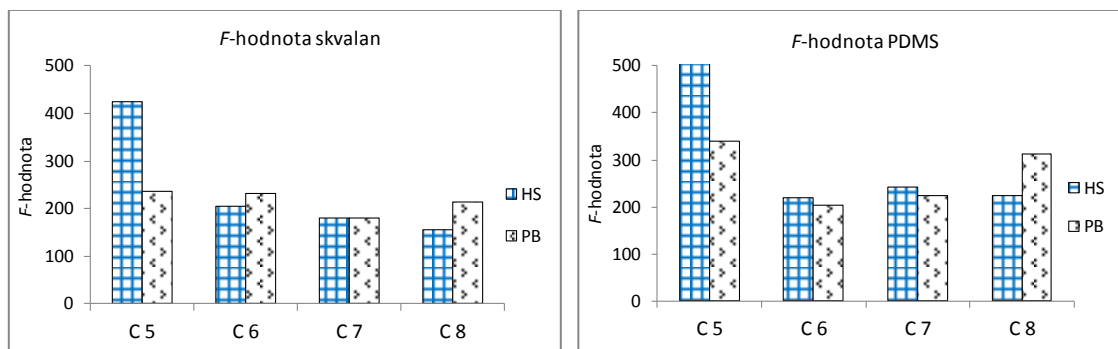 F-hodnota skvalan
500
400
300
200
100
0
F-hodnota
C 5 C 6 C 7 C 8
HS
PB
F-hodnota PDMS
500
400
300
200
100
0
F-hodnota
C 5 C 6 C 7 C 8
HS
PB